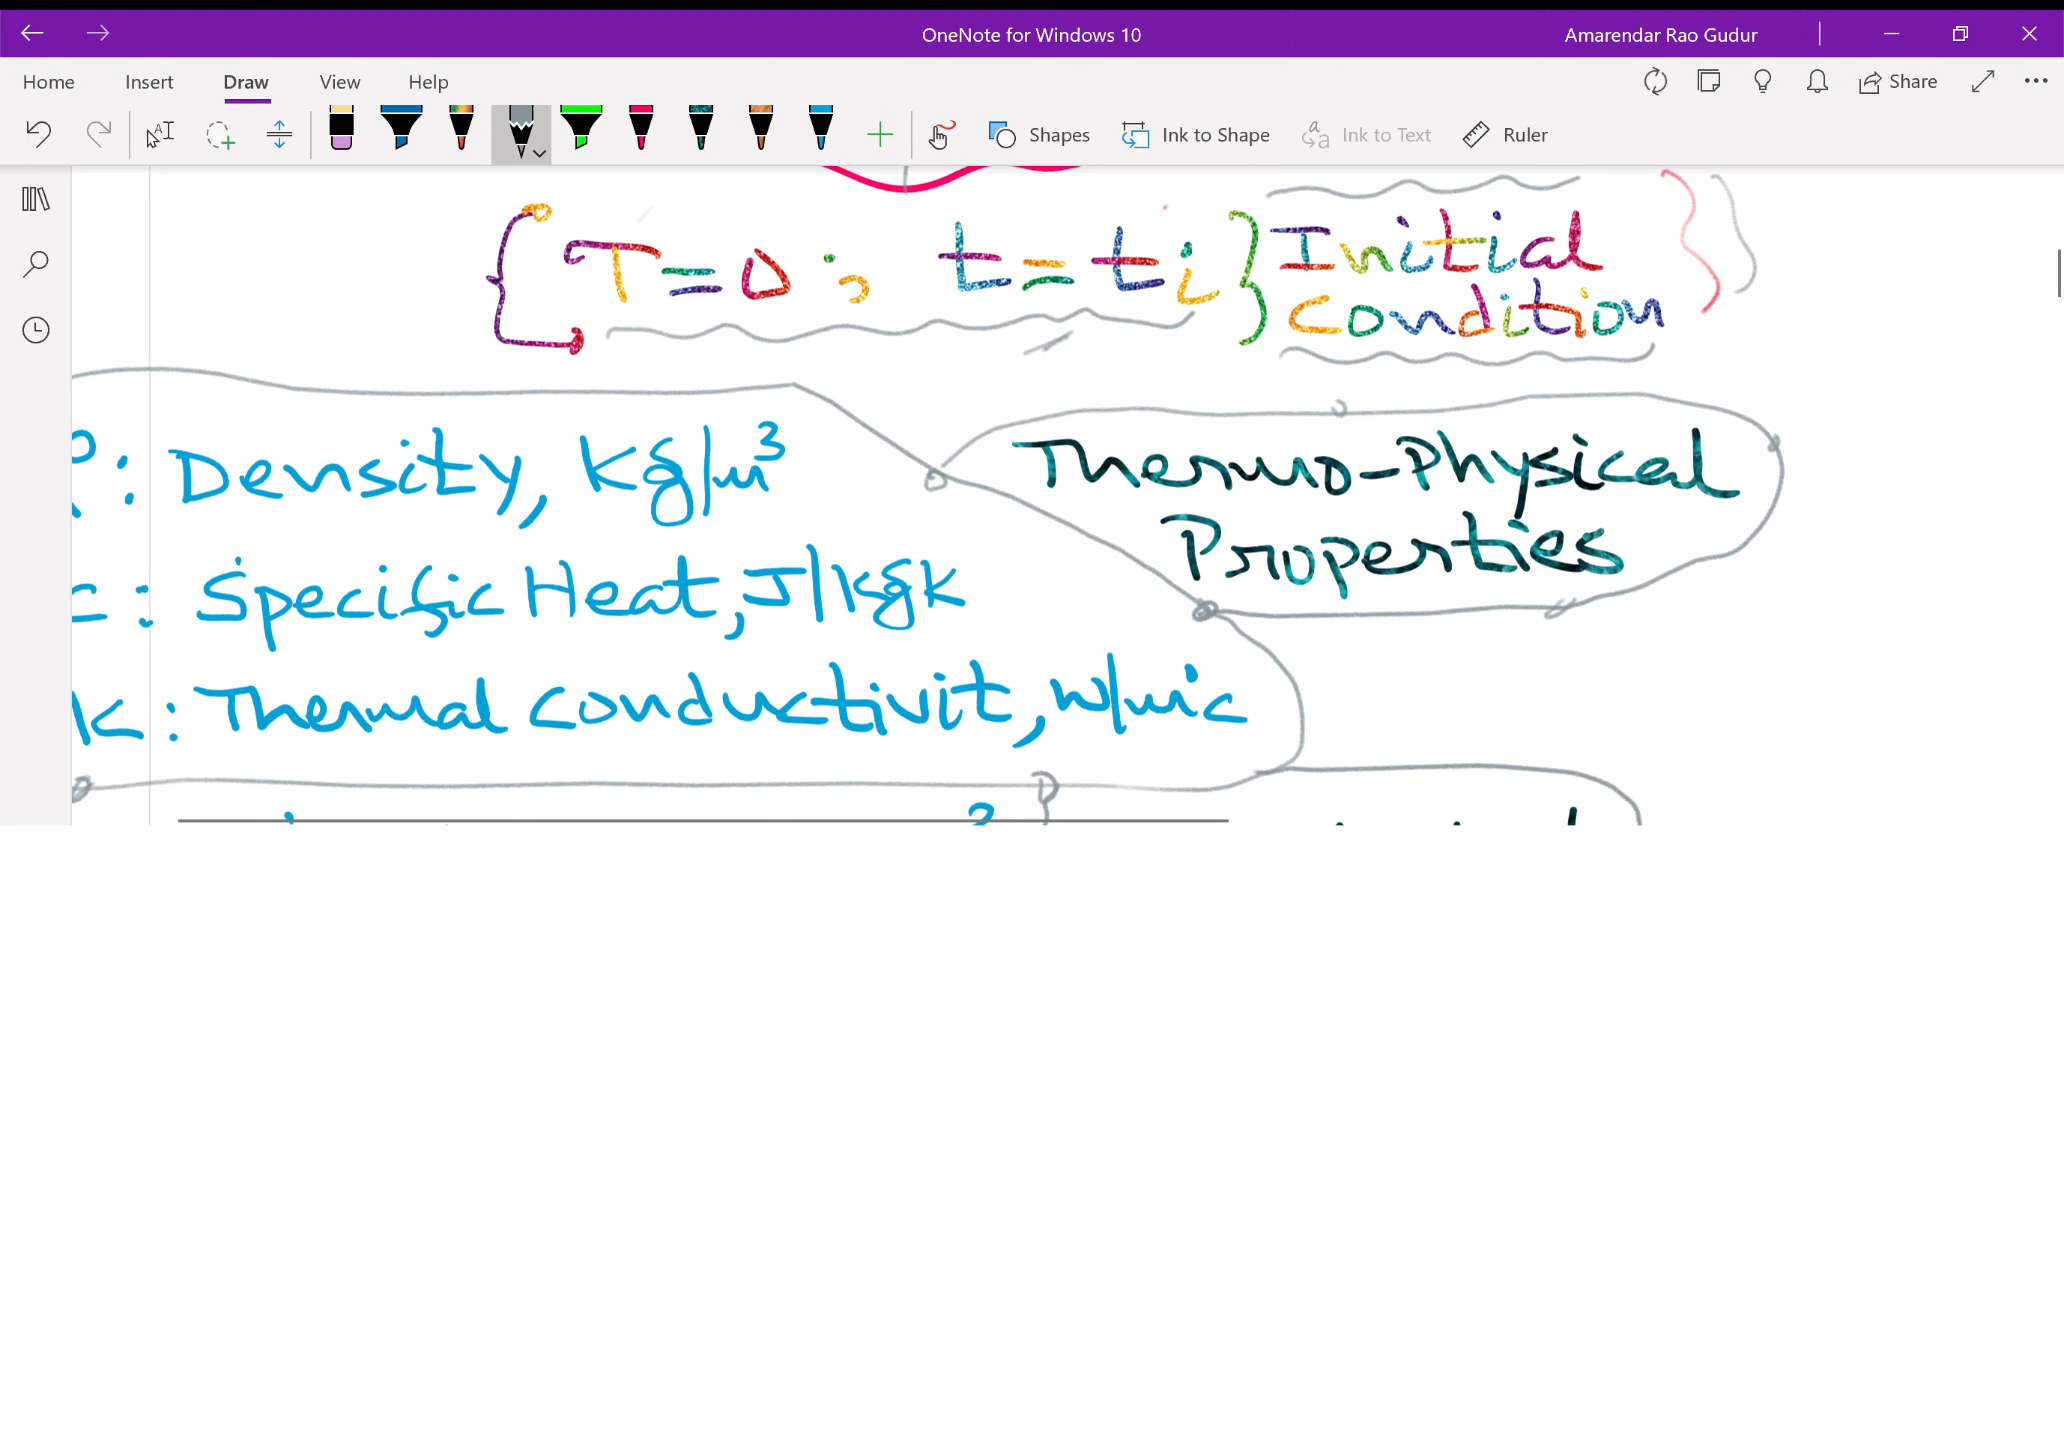 OneNote for Windows 10
Amarendar Rao Gudur
Home Insert Draw View Help
Share
Shapes Ink to Shape Ink to Text Ruler
{ T=0 ; t=ti } Initial
condition
ρ: Density, Kg/m³
Thermo-Physical
Properties
c: Specific Heat, J/kgk
K: Thermal conductivit, W/m°c